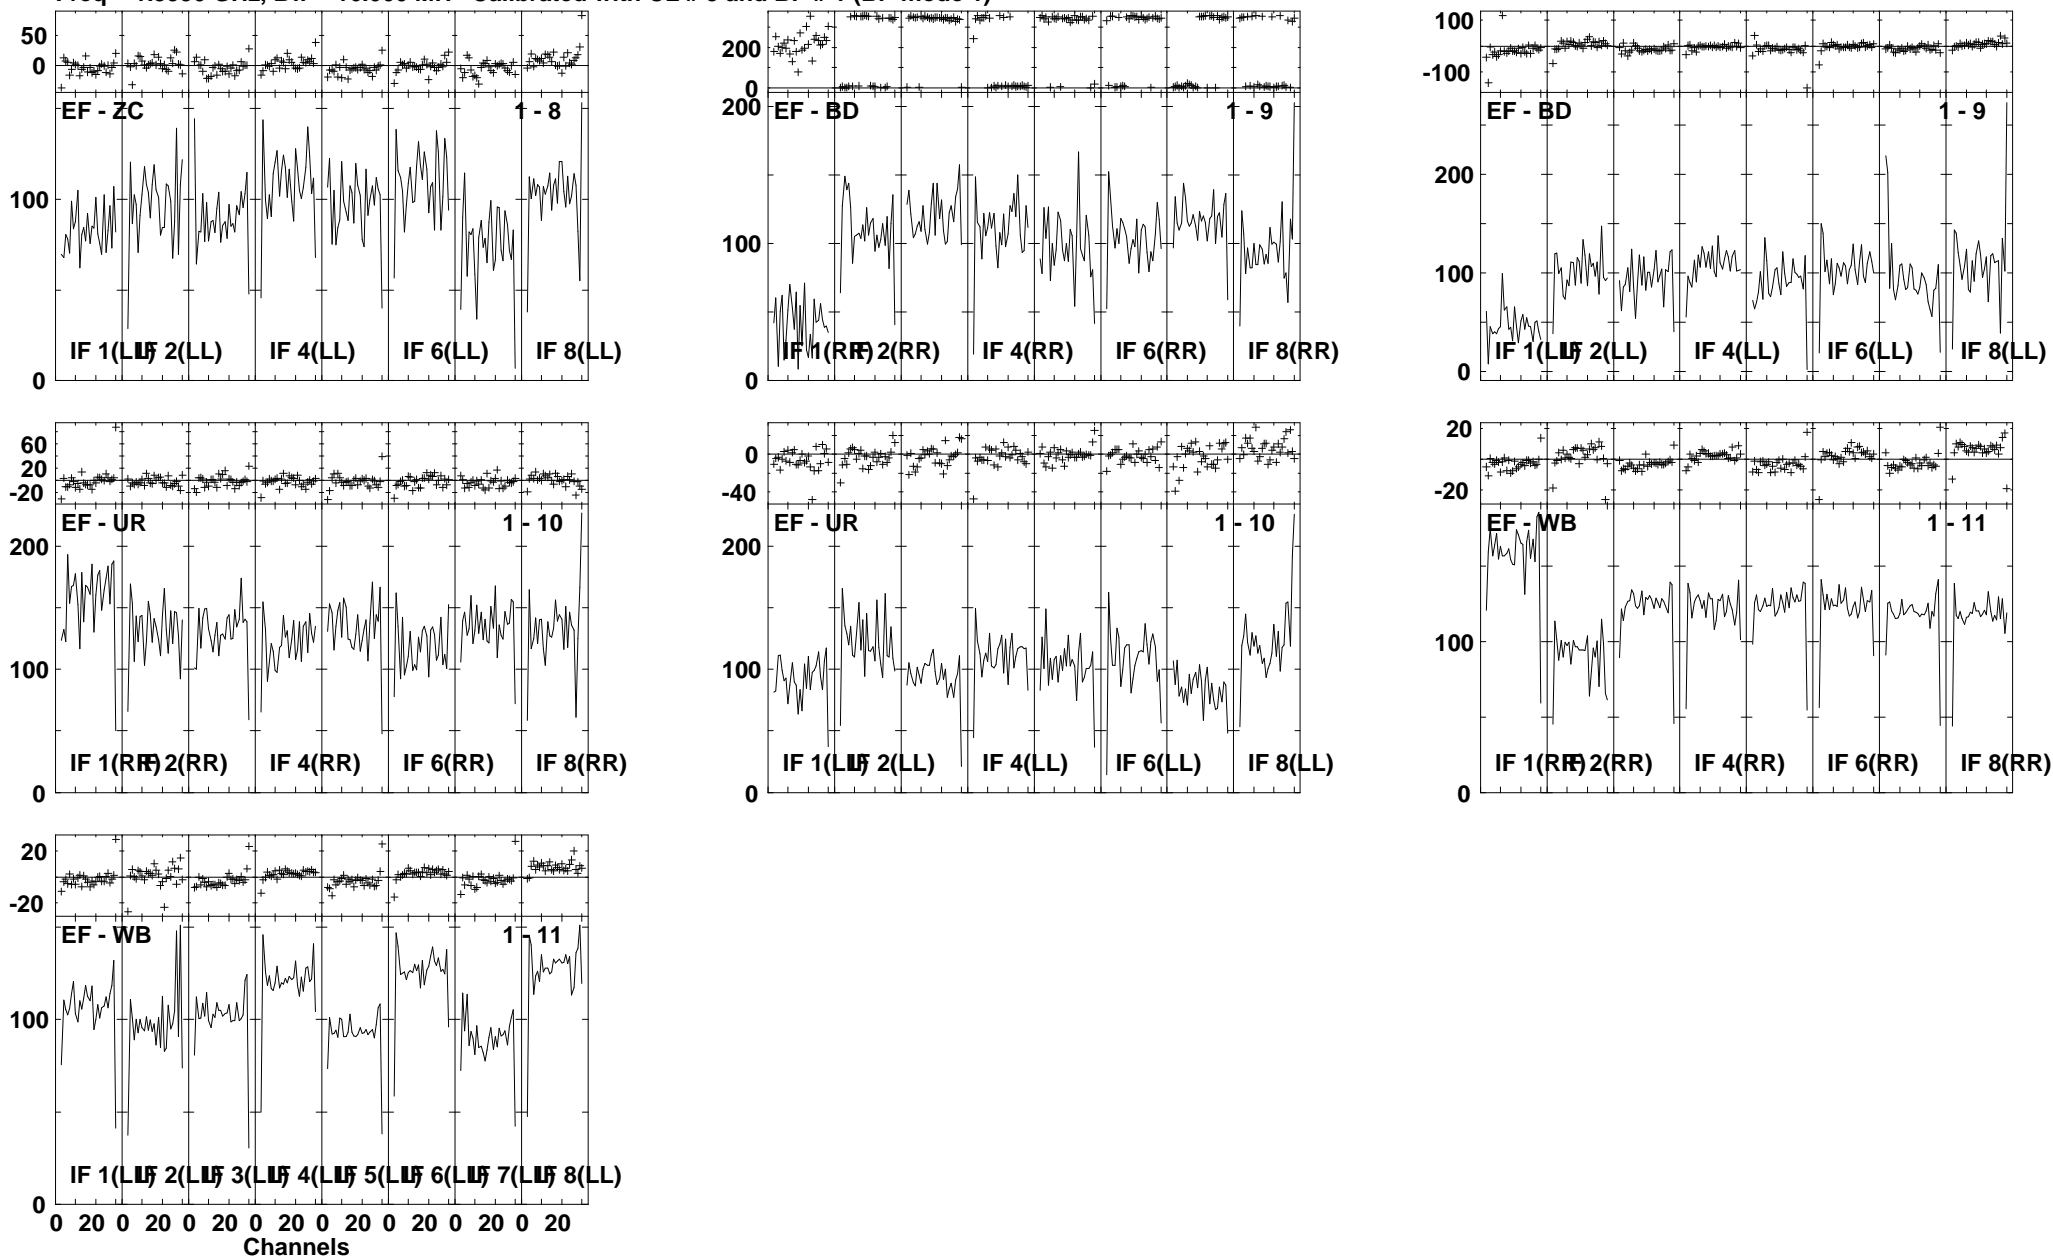 50
0
EF - ZC 1 - 8
100
0
IF 1(LL) IF 2(LL) IF 4(LL) IF 6(LL) IF 8(LL)
200
0
EF - BD 1 - 9
200
100
0
IF 1(RR) IF 2(RR) IF 4(RR) IF 6(RR) IF 8(RR)
100
-100
EF - BD 1 - 9
200
100
0
IF 1(LL) IF 2(LL) IF 4(LL) IF 6(LL) IF 8(LL)
60
20
-20
EF - UR 1 - 10
200
100
0
IF 1(RR) IF 2(RR) IF 4(RR) IF 6(RR) IF 8(RR)
0
-40
EF - UR 1 - 10
200
100
0
IF 1(LL) IF 2(LL) IF 4(LL) IF 6(LL) IF 8(LL)
20
-20
EF - WB 1 - 11
100
0
IF 1(RR) IF 2(RR) IF 4(RR) IF 6(RR) IF 8(RR)
20
-20
EF - WB 1 - 11
100
0
IF 1(LL) IF 2(LL) IF 3(LL) IF 4(LL) IF 5(LL) IF 6(LL) IF 7(LL) IF 8(LL)
0 20 0 20 0 20 0 20 0 20 0 20 0 20 0 20
Channels